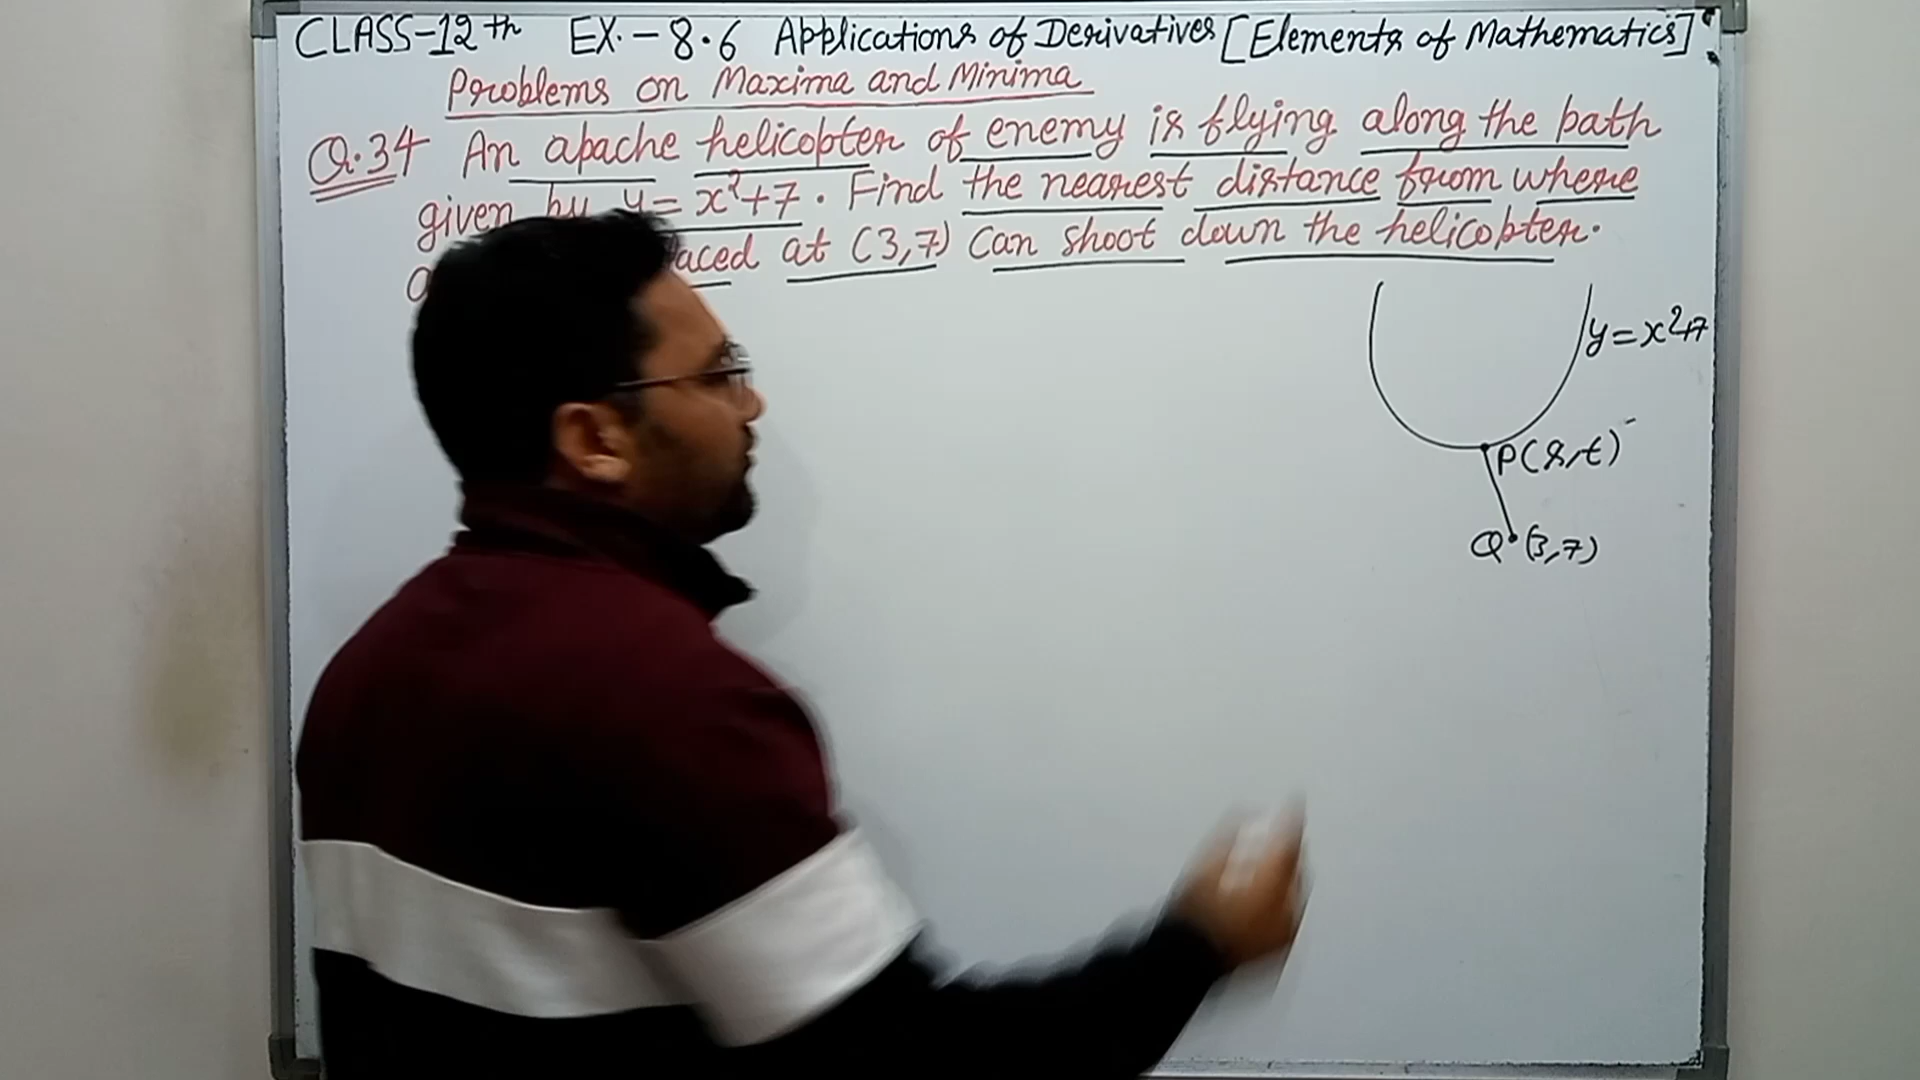 CLASS-12th EX.-8.6 Applications of Derivatives [Elements of Mathematics]
Problems on Maxima and Minima
Q.34 An apache helicopter of enemy is flying along the path
given by y = x²+7. Find the nearest distance from where
aced at (3,7) can shoot down the helicopter.
y = x²+7
P(s,t)
Q (3,7)